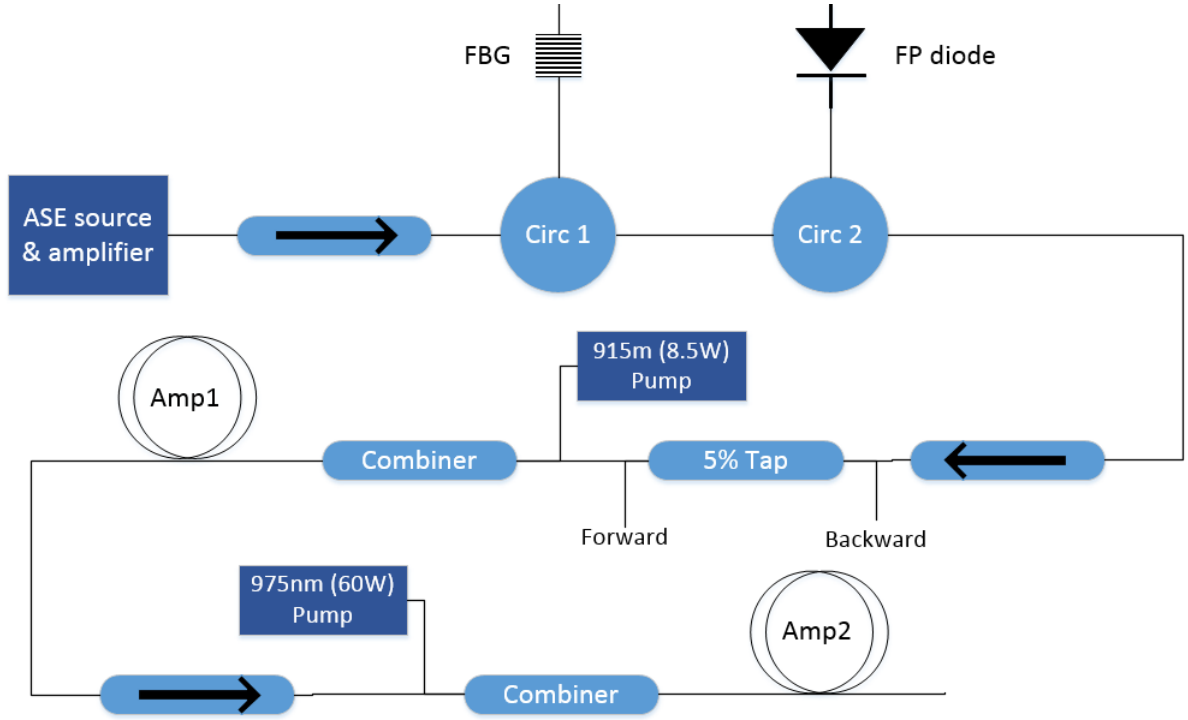 FBG
FP diode
ASE source
& amplifier
Circ 1
Circ 2
915m (8.5W)
Pump
Amp1
Combiner
5% Tap
Forward
Backward
975nm (60W)
Pump
Amp2
Combiner